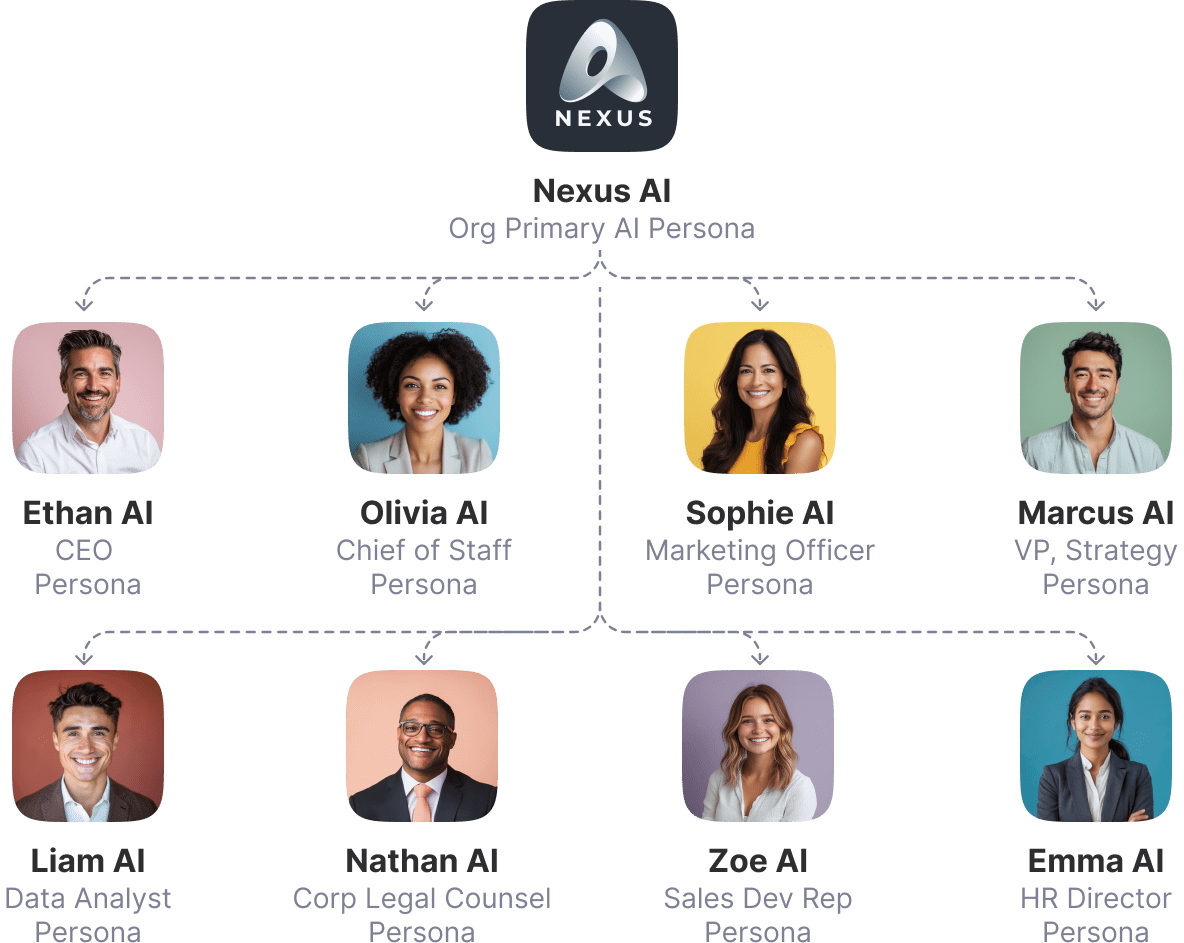 NEXUS
Nexus AI
Org Primary AI Persona
Ethan AI
CEO
Persona
Olivia AI
Chief of Staff
Persona
Sophie AI
Marketing Officer
Persona
Marcus AI
VP, Strategy
Persona
Liam AI
Data Analyst
Persona
Nathan AI
Corp Legal Counsel
Persona
Zoe AI
Sales Dev Rep
Persona
Emma AI
HR Director
Persona